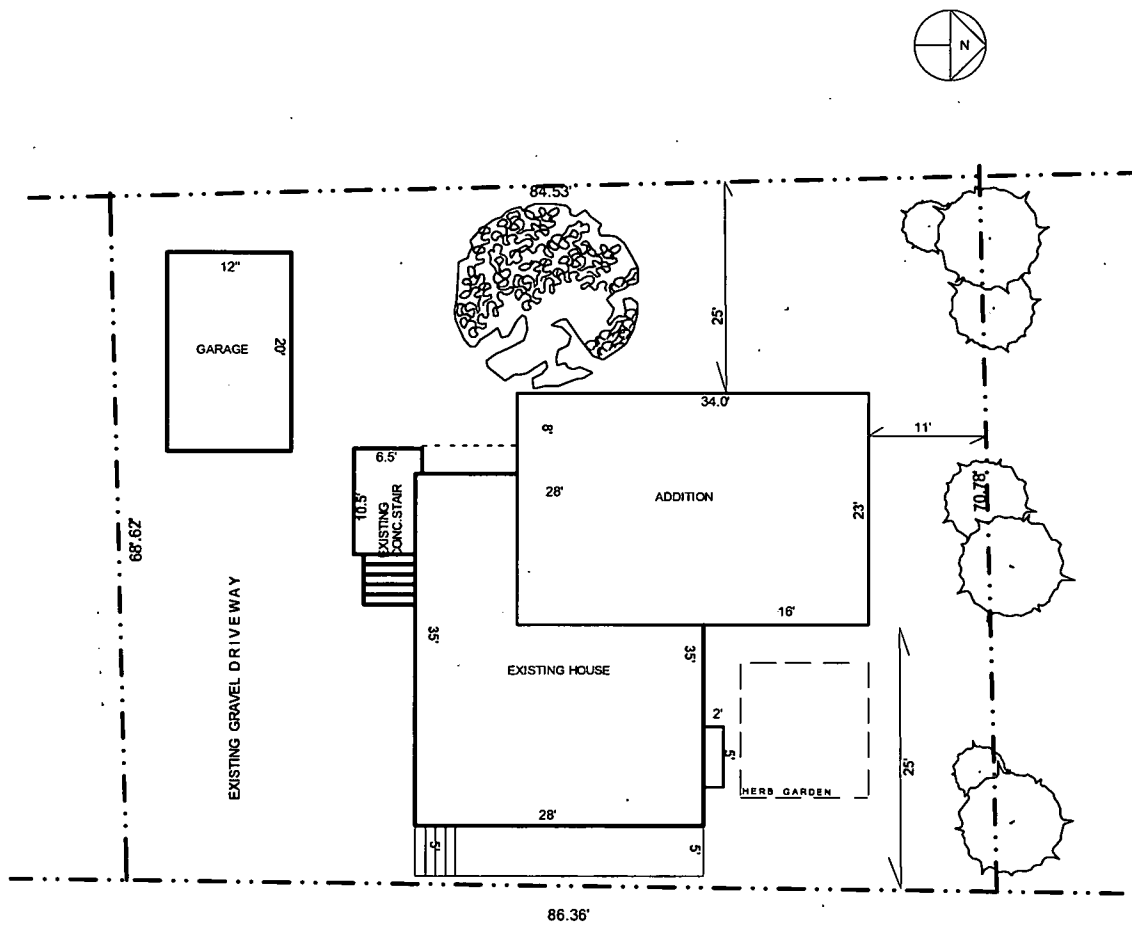 N
84.53'
12"
GARAGE
20'
25'
34.0'
8'
11'
6.5'
28'
ADDITION
10.5'
EXISTING
CONC.STAIR
23'
70.78'
68'.62'
16'
EXISTING GRAVEL DRIVEWAY
35'
EXISTING HOUSE
35'
2'
5'
25'
HERB GARDEN
28'
5'
5'
86.36'